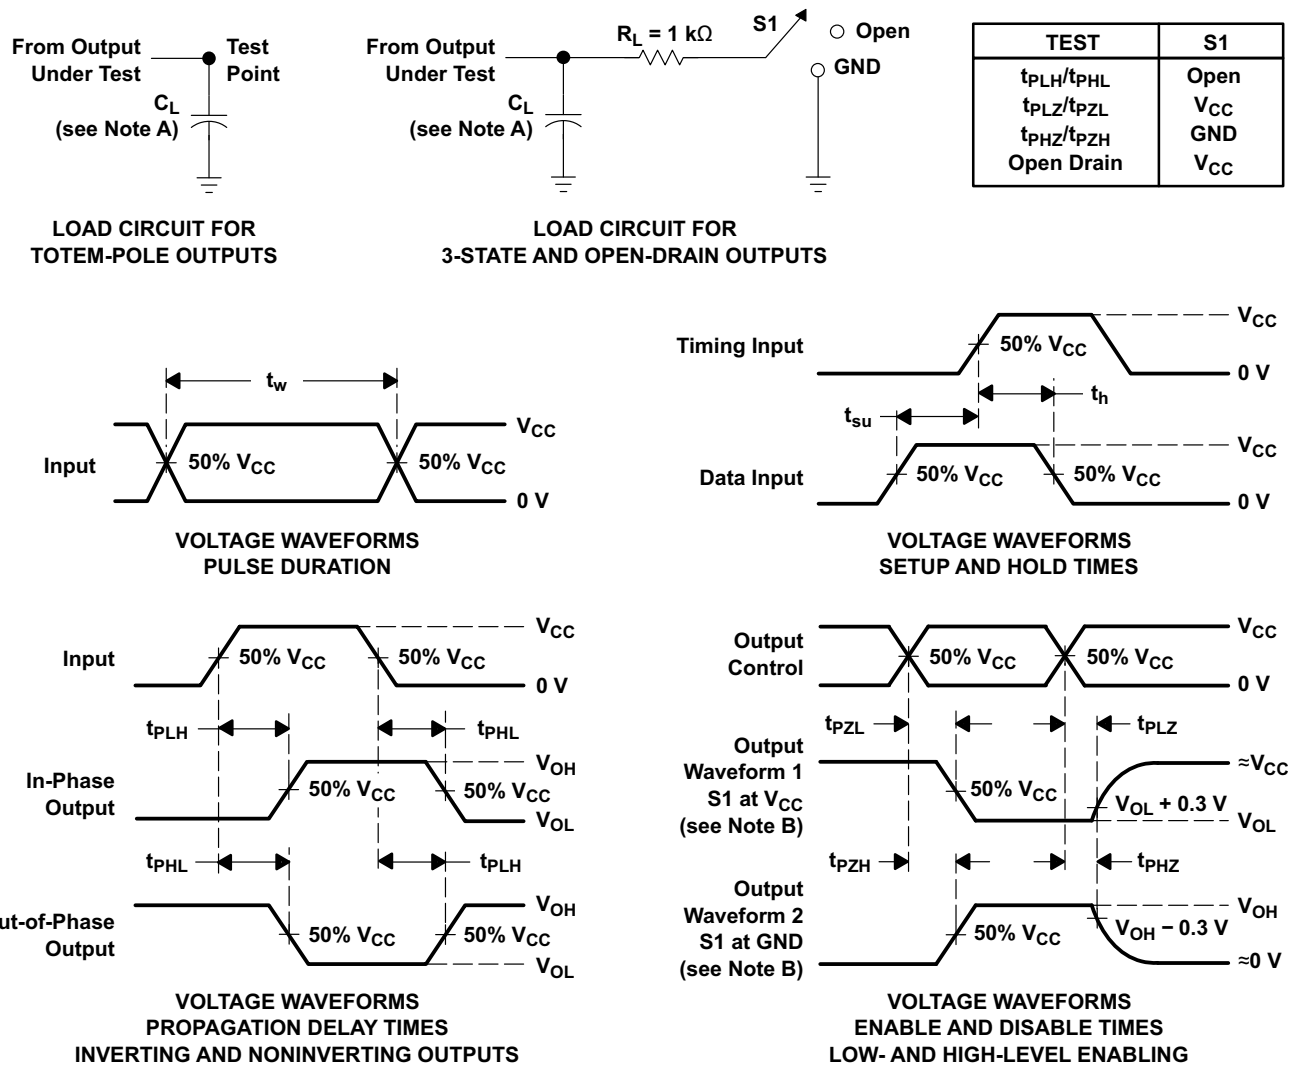 From Output
Under Test
Test
Point
C_L
(see Note A)
LOAD CIRCUIT FOR
TOTEM-POLE OUTPUTS
From Output
Under Test
R_L = 1 kΩ
S1
Open
GND
C_L
(see Note A)
LOAD CIRCUIT FOR
3-STATE AND OPEN-DRAIN OUTPUTS
TEST S1
t_PLH/t_PHL Open
t_PLZ/t_PZL V_CC
t_PHZ/t_PZH GND
Open Drain V_CC
t_w
Input
50% V_CC
50% V_CC
V_CC
0 V
VOLTAGE WAVEFORMS
PULSE DURATION
Timing Input
50% V_CC
V_CC
0 V
t_su
t_h
Data Input
50% V_CC
50% V_CC
V_CC
0 V
VOLTAGE WAVEFORMS
SETUP AND HOLD TIMES
Input
50% V_CC
50% V_CC
V_CC
0 V
t_PLH
t_PHL
In-Phase
Output
50% V_CC
50% V_CC
V_OH
V_OL
t_PHL
t_PLH
ut-of-Phase
Output
50% V_CC
50% V_CC
V_OH
V_OL
VOLTAGE WAVEFORMS
PROPAGATION DELAY TIMES
INVERTING AND NONINVERTING OUTPUTS
Output
Control
50% V_CC
50% V_CC
V_CC
0 V
t_PZL
t_PLZ
Output
Waveform 1
S1 at V_CC
(see Note B)
50% V_CC
V_OL + 0.3 V
≈V_CC
V_OL
t_PZH
t_PHZ
Output
Waveform 2
S1 at GND
(see Note B)
50% V_CC
V_OH − 0.3 V
V_OH
≈0 V
VOLTAGE WAVEFORMS
ENABLE AND DISABLE TIMES
LOW- AND HIGH-LEVEL ENABLING